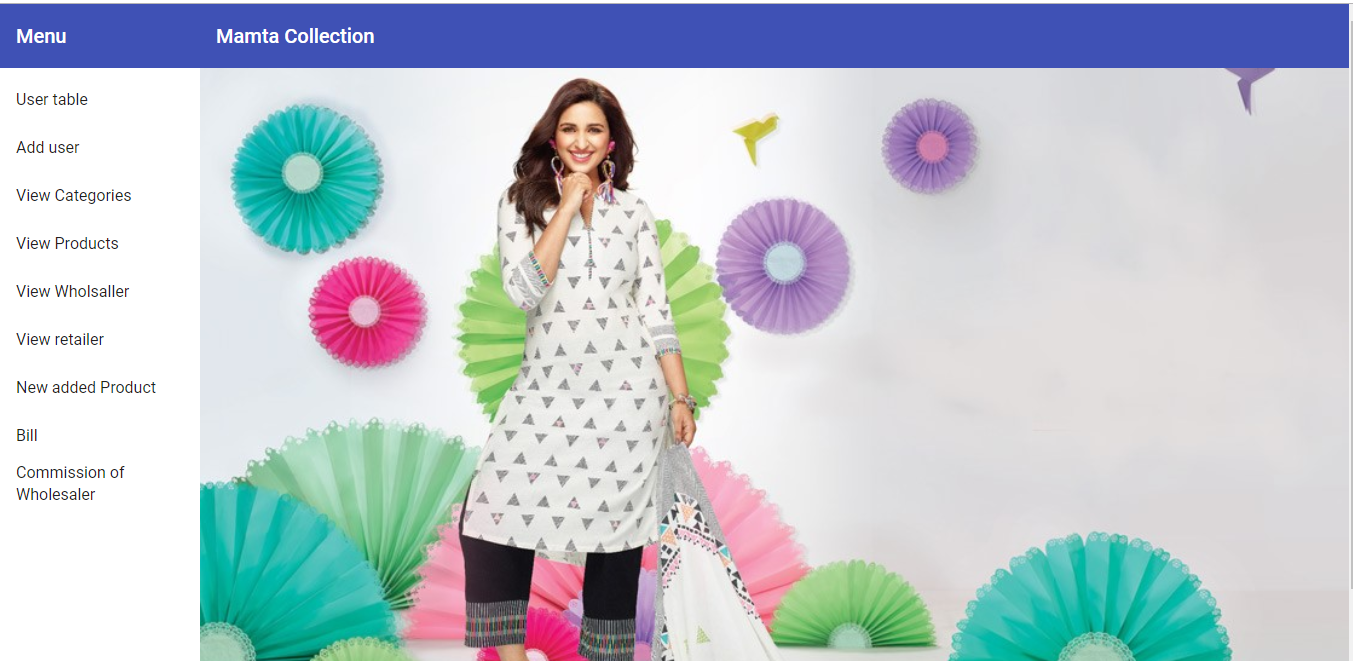 Menu
Mamta Collection
User table
Add user
View Categories
View Products
View Wholsaller
View retailer
New added Product
Bill
Commission of
Wholesaler